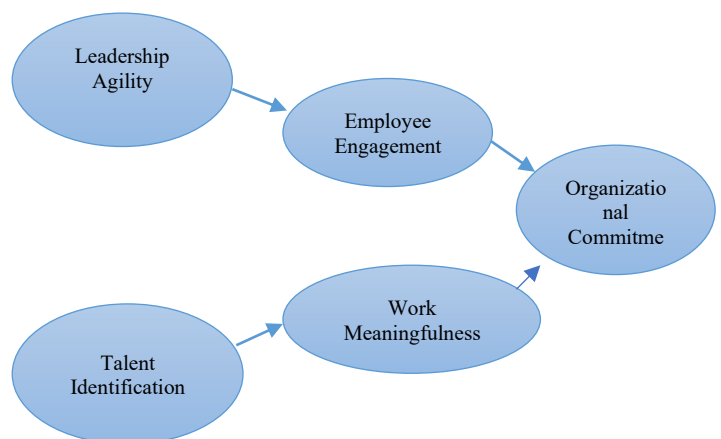 Leadership
Agility
Employee
Engagement
Organizatio
nal
Commitme
Work
Meaningfulness
Talent
Identification